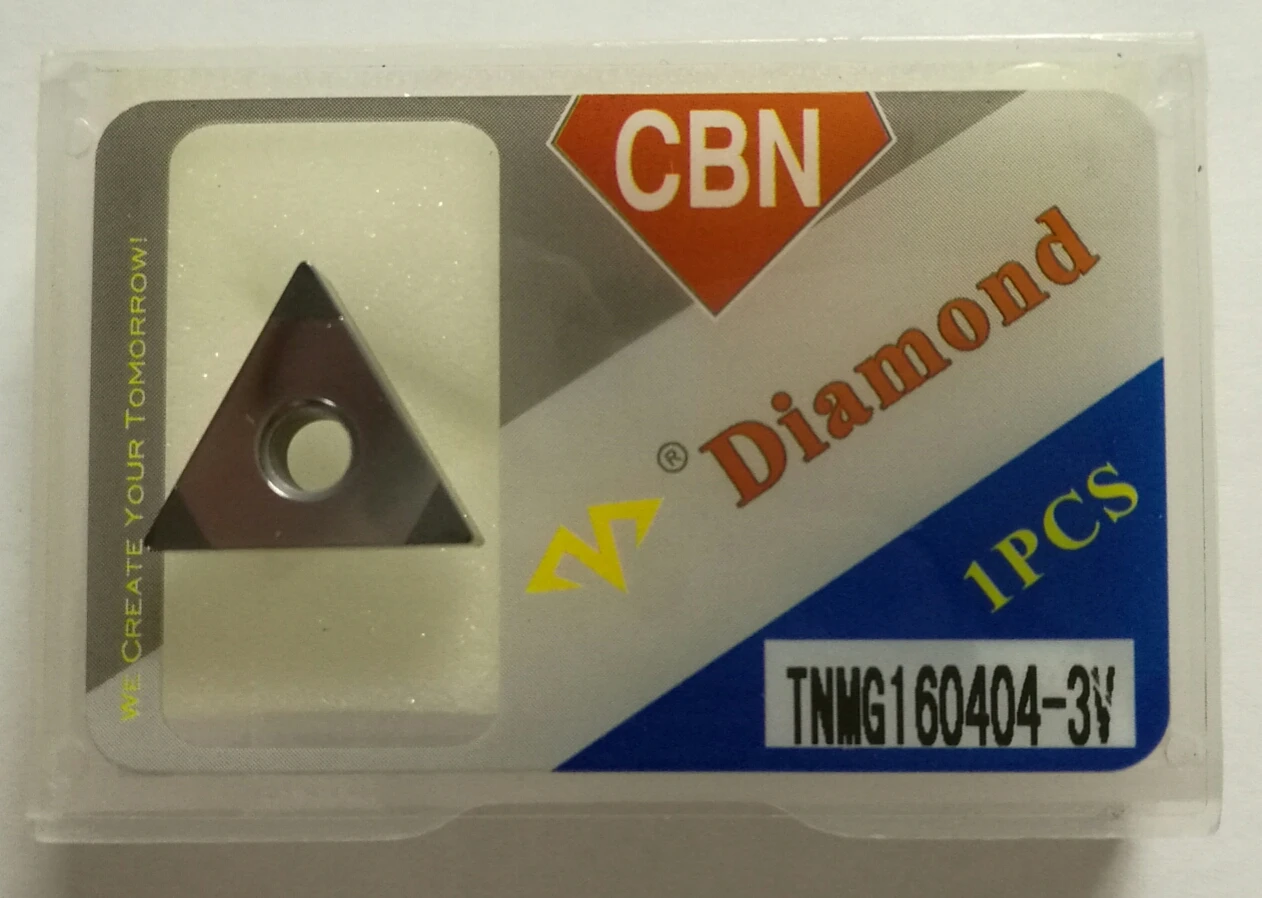 WE CREATE YOUR TOMORROW!
CBN
® Diamond
1PCS
TNMG160404-3V